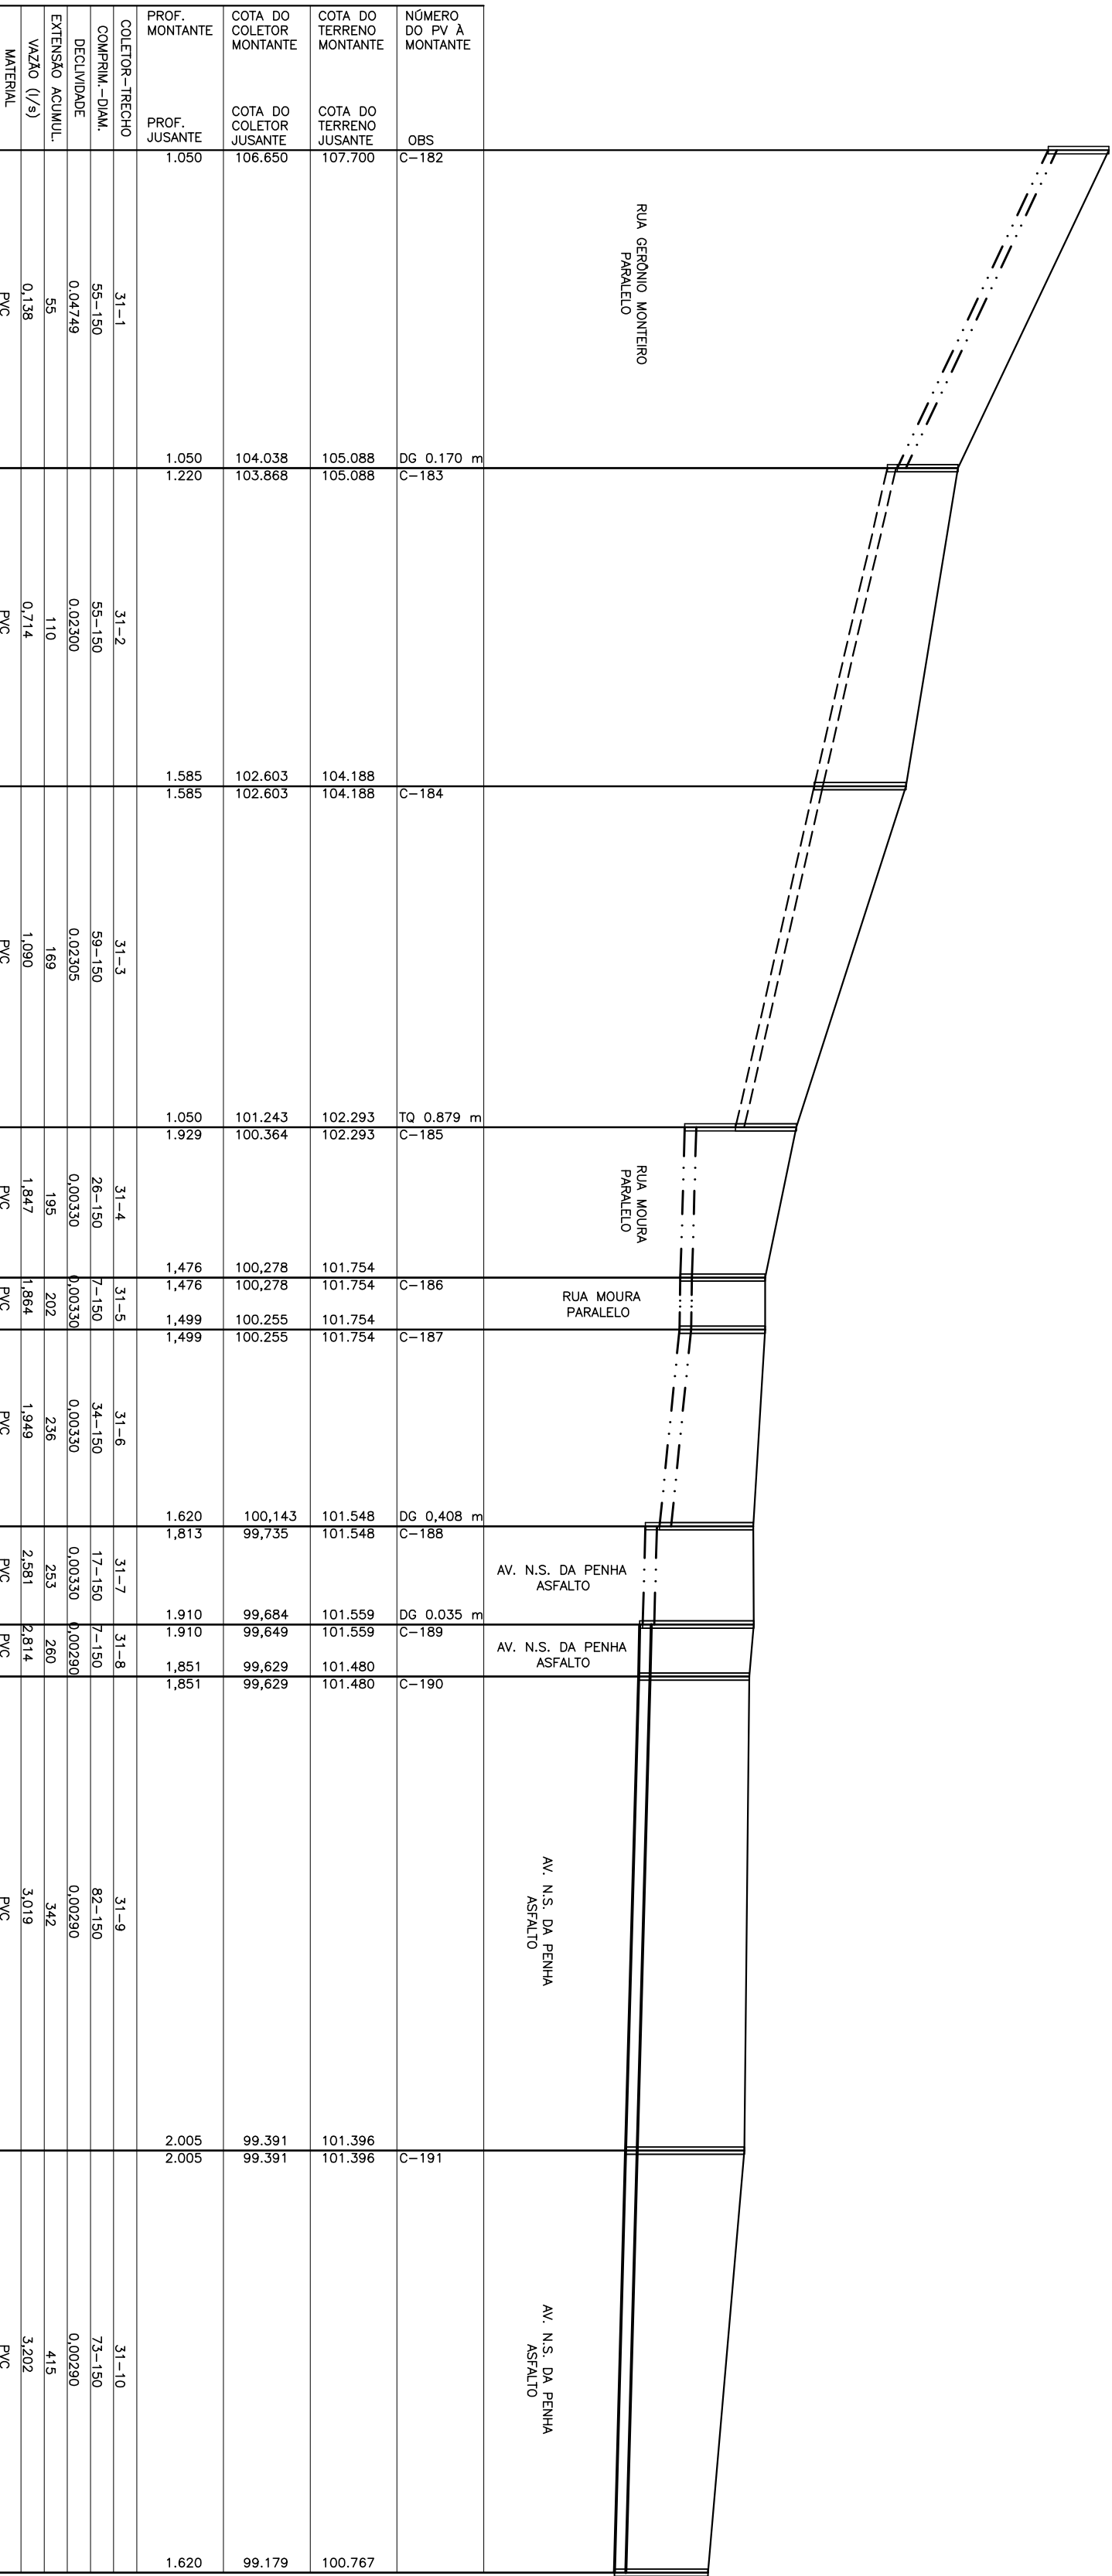 NÚMERO
DO PV À
MONTANTE
OBS
COTA DO
TERRENO
MONTANTE
COTA DO
TERRENO
JUSANTE
COTA DO
COLETOR
MONTANTE
COTA DO
COLETOR
JUSANTE
PROF.
MONTANTE
PROF.
JUSANTE
COLETOR-TRECHO
COMPRIM.-DIAM.
DECLIVIDADE
EXTENSÃO ACUMUL.
VAZÃO (l/s)
MATERIAL
RUA GERÔNIO MONTEIRO
PARALELO
1.050 106.650 107.700 C-182
31-1
55-150
0.04749
55
0,138
PVC
1.050 104.038 105.088 DG 0.170 m
1.220 103.868 105.088 C-183
31-2
55-150
0.02300
110
0,714
PVC
1.585 102.603 104.188
1.585 102.603 104.188 C-184
31-3
59-150
0.02305
169
1,090
PVC
1.050 101.243 102.293 TQ 0.879 m
1.929 100.364 102.293 C-185
RUA MOURA
PARALELO
31-4
26-150
0,00330
195
1,847
PVC
1,476 100,278 101.754
1,476 100,278 101.754 C-186
RUA MOURA
PARALELO
31-5
7-150
0,00330
202
1,864
PVC
1,499 100.255 101.754
1,499 100.255 101.754 C-187
31-6
34-150
0,00330
236
1,949
PVC
1.620 100,143 101.548 DG 0,408 m
1,813 99,735 101.548 C-188
AV. N.S. DA PENHA
ASFALTO
31-7
17-150
0,00330
253
2,581
PVC
1.910 99,684 101.559 DG 0.035 m
1.910 99,649 101.559 C-189
AV. N.S. DA PENHA
ASFALTO
31-8
7-150
0,00290
260
2,814
PVC
1,851 99,629 101.480
1,851 99,629 101.480 C-190
AV. N.S. DA PENHA
ASFALTO
31-9
82-150
0,00290
342
3,019
PVC
2.005 99.391 101.396
2.005 99.391 101.396 C-191
AV. N.S. DA PENHA
ASFALTO
31-10
73-150
0,00290
415
3,202
PVC
1.620 99.179 100.767